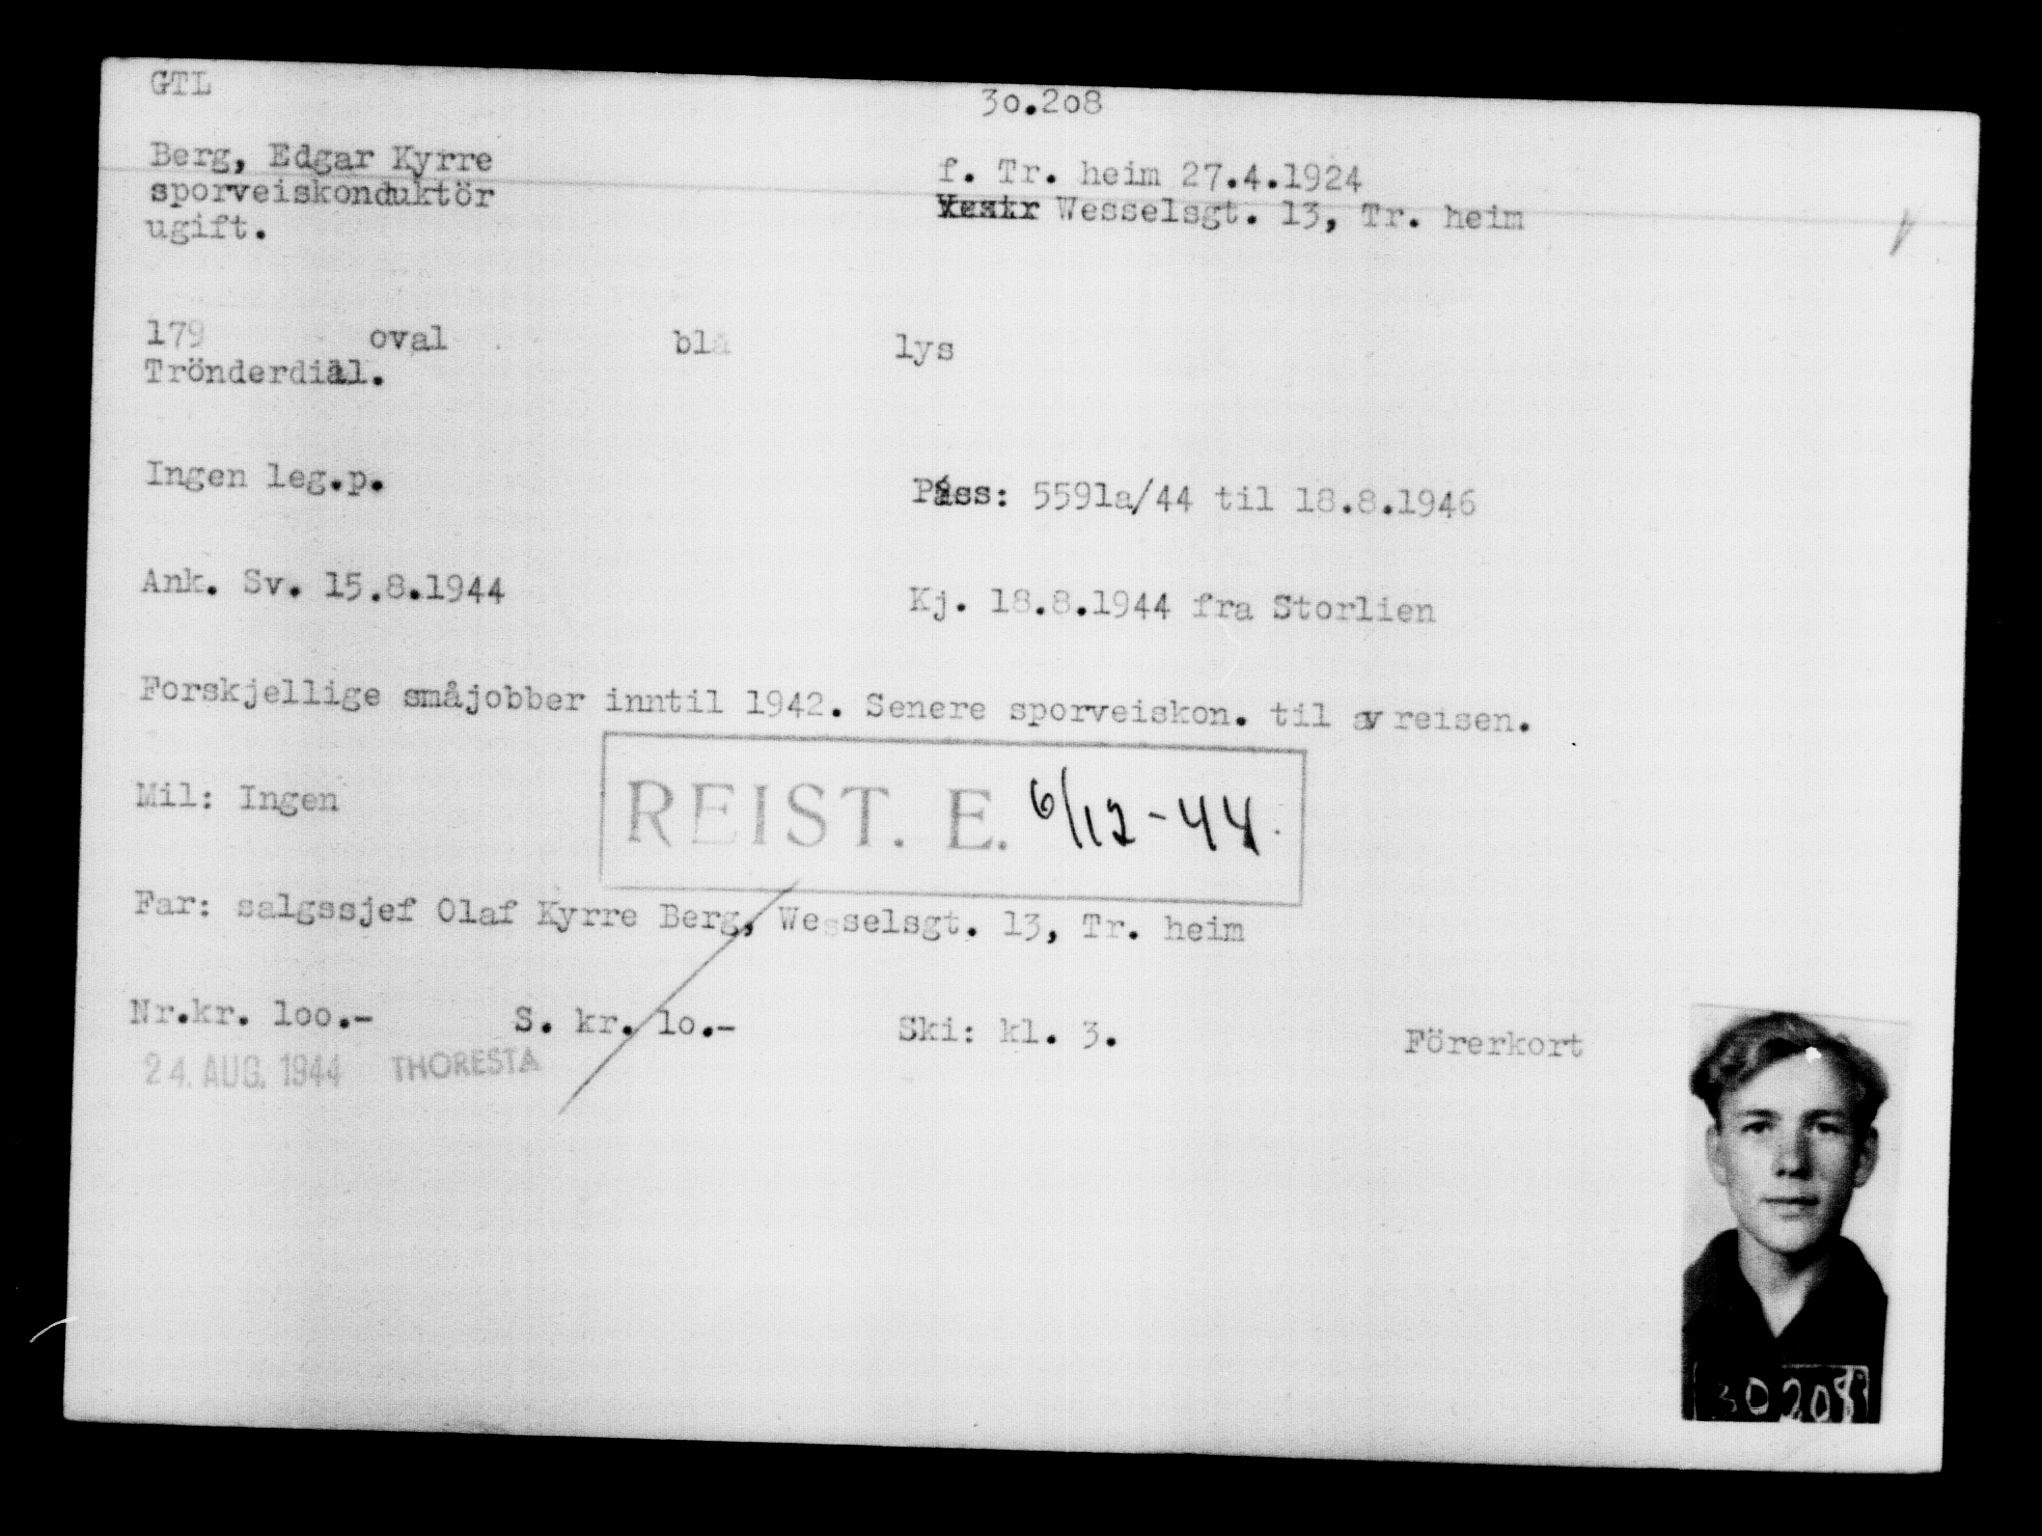 GTL
30.208
Berg, Edgar Kyrre
f. Tr. heim 27.4.1924
sporveiskonduktör
Wesselsgt. 13, Tr. heim
ugift.
179 oval blå lys
Trönderdial.
Ingen leg.p.
Pass: 5591a/44 til 18.8.1946
Ank. Sv. 15.8.1944
Kj. 18.8.1944 fra Storlien
Forskjellige småjobber inntil 1942. Senere sporveiskon. til avreisen.
Mil: Ingen
REIST. E. 6/12-44.
Far: salgssjef Olaf Kyrre Berg, Wesselsgt. 13, Tr. heim
Nr.kr. 100.- S. kr. 10.- Ski: kl. 3. Förerkort
24. AUG. 1944 THORESTA
30208